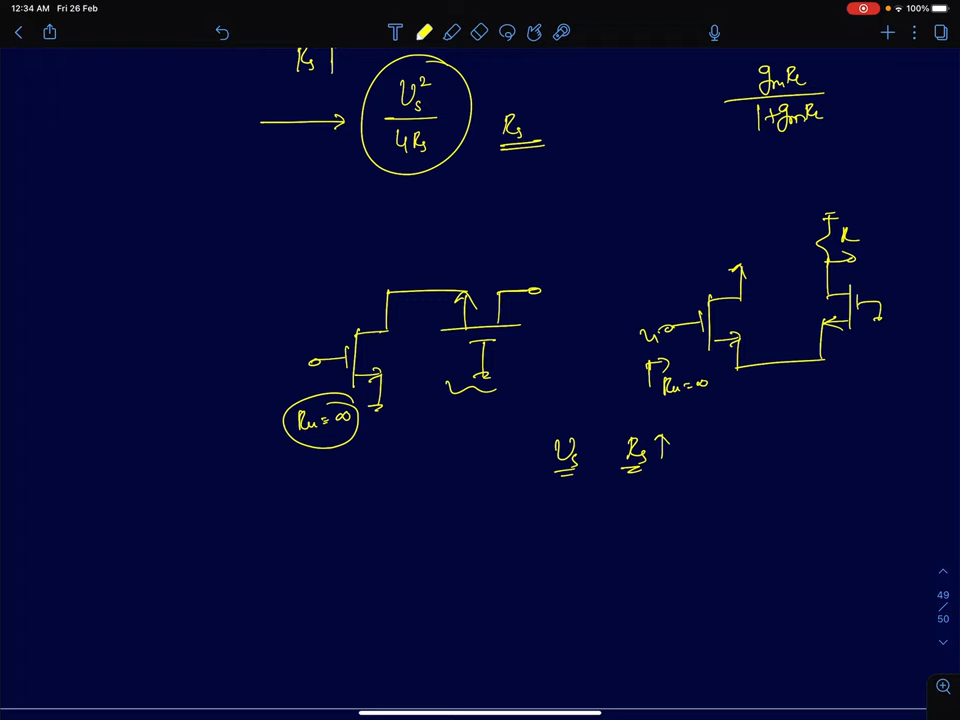 12:34 AM Fri 26 Feb
100%
Rs
Vs²
4Rs
Rs
gmRL
1+gmRL
R
Rin = ∞
Rin = ∞
Vs Rs ↑
49
/
50